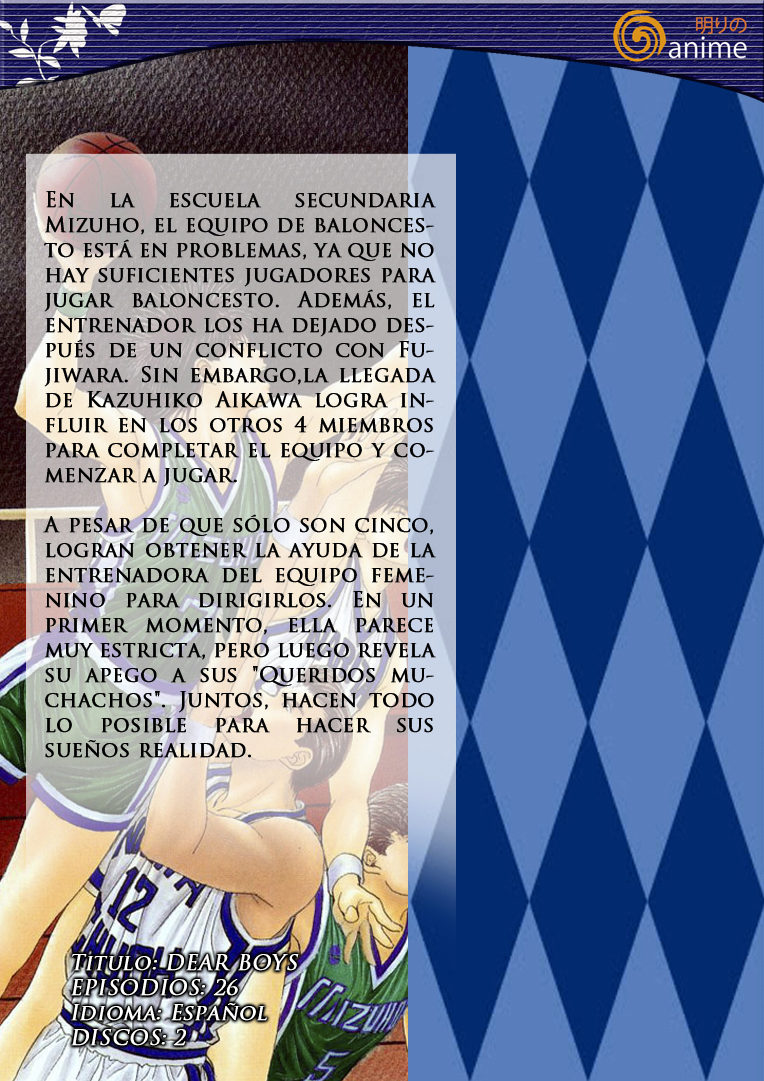 明りの
anime
En la escuela secundaria
Mizuho, el equipo de balonces-
to está en problemas, ya que no
hay suficientes jugadores para
jugar baloncesto. Además, el
entrenador los ha dejado des-
pués de un conflicto con Fu-
jiwara. Sin embargo,la llegada
de Kazuhiko Aikawa logra in-
fluir en los otros 4 miembros
para completar el equipo y co-
menzar a jugar.
A pesar de que sólo son cinco,
logran obtener la ayuda de la
entrenadora del equipo feme-
nino para dirigirlos. En un
primer momento, ella parece
muy estricta, pero luego revela
su apego a sus "Queridos mu-
chachos". Juntos, hacen todo
lo posible para hacer sus
sueños realidad.
12
Título: DEAR BOYS
EPISODIOS: 26
Idioma: Español
DISCOS: 2
MIZUHO
5